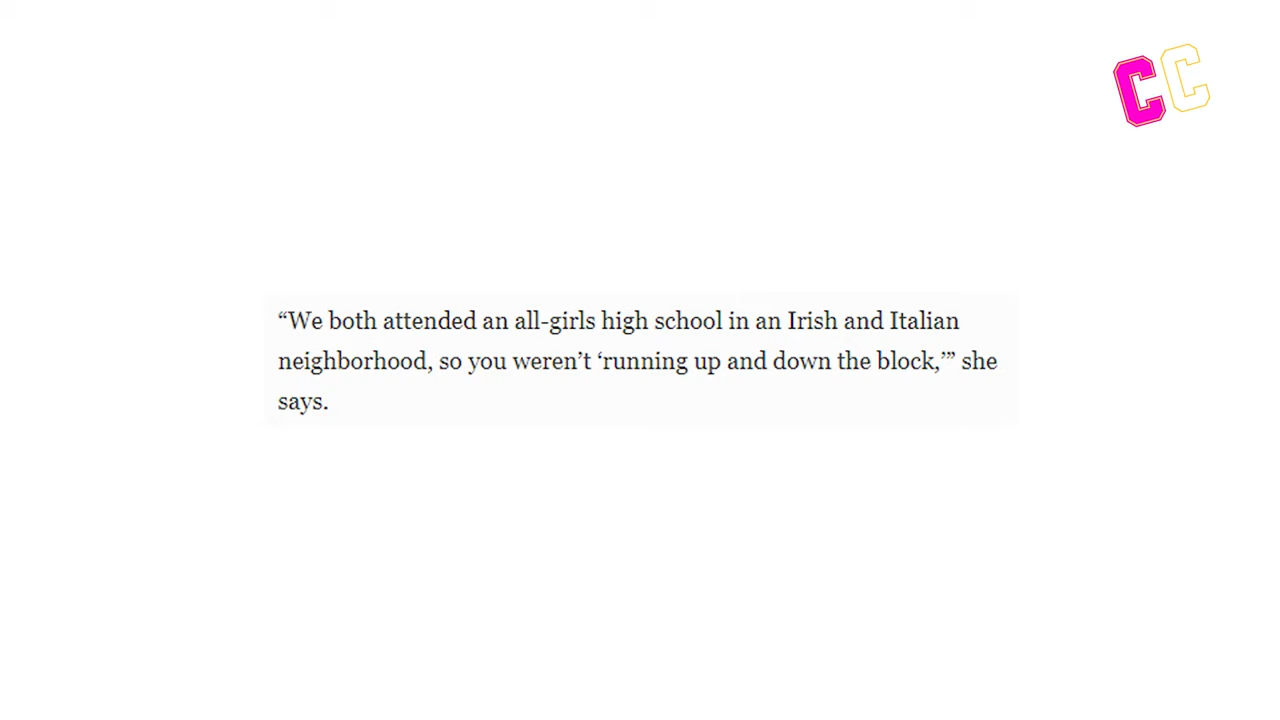 CC
“We both attended an all-girls high school in an Irish and Italian
neighborhood, so you weren’t ‘running up and down the block,’” she
says.